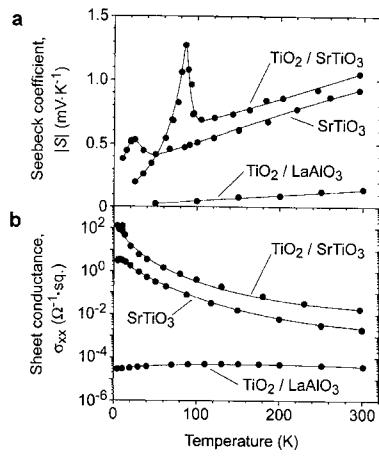 a
Seebeck coefficient,
|S| (mV·K⁻¹)
1.5
1.0
0.5
0
TiO₂ / SrTiO₃
SrTiO₃
TiO₂ / LaAlO₃
b
Sheet conductance,
σxx (Ω⁻¹·sq.)
10²
10⁰
10⁻²
10⁻⁴
10⁻⁶
TiO₂ / SrTiO₃
SrTiO₃
TiO₂ / LaAlO₃
0 100 200 300
Temperature (K)